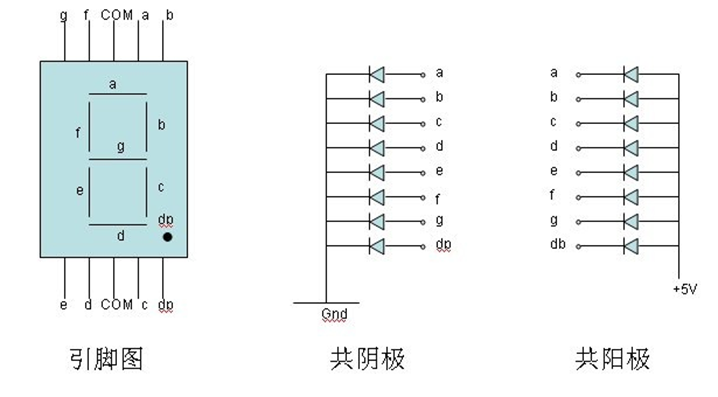 g f COM a b
a
f b
g
e c
dp
d
e d COM c dp
引脚图
a
b
c
d
e
f
g
dp
Gnd
共阴极
a
b
c
d
e
f
g
db
+5V
共阳极